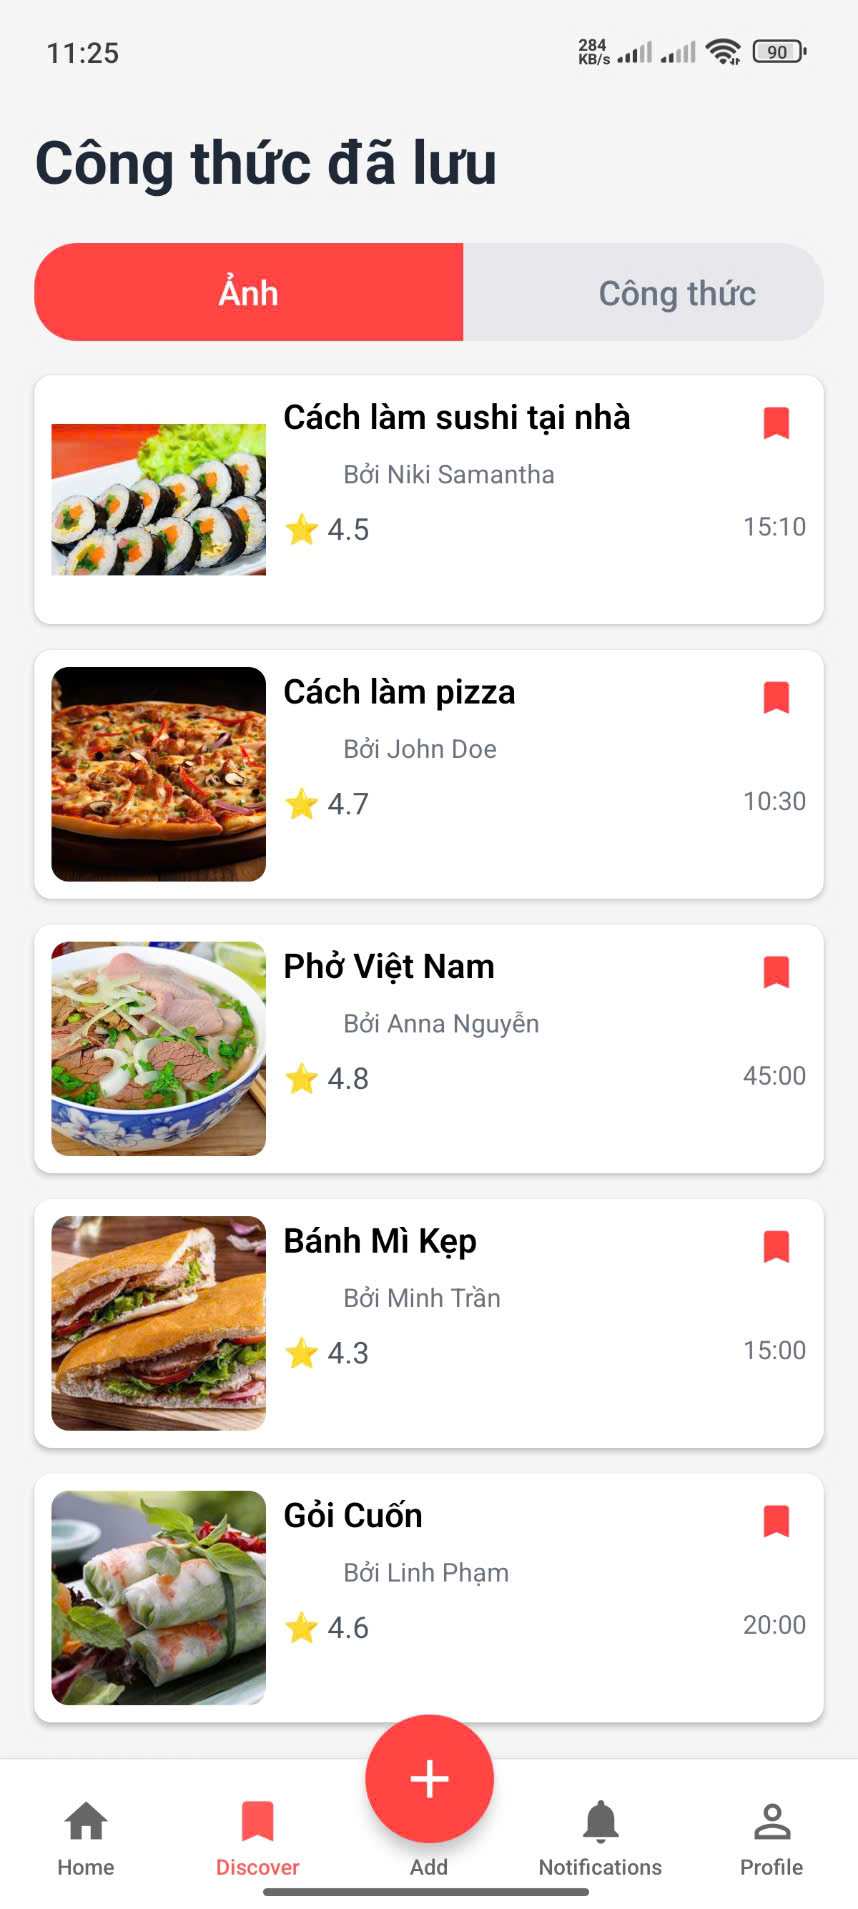 11:25
284
KB/s
90
Công thức đã lưu
Ảnh
Công thức
Cách làm sushi tại nhà
Bởi Niki Samantha
4.5
15:10
Cách làm pizza
Bởi John Doe
4.7
10:30
Phở Việt Nam
Bởi Anna Nguyễn
4.8
45:00
Bánh Mì Kẹp
Bởi Minh Trần
4.3
15:00
Gỏi Cuốn
Bởi Linh Phạm
4.6
20:00
Home
Discover
Add
Notifications
Profile